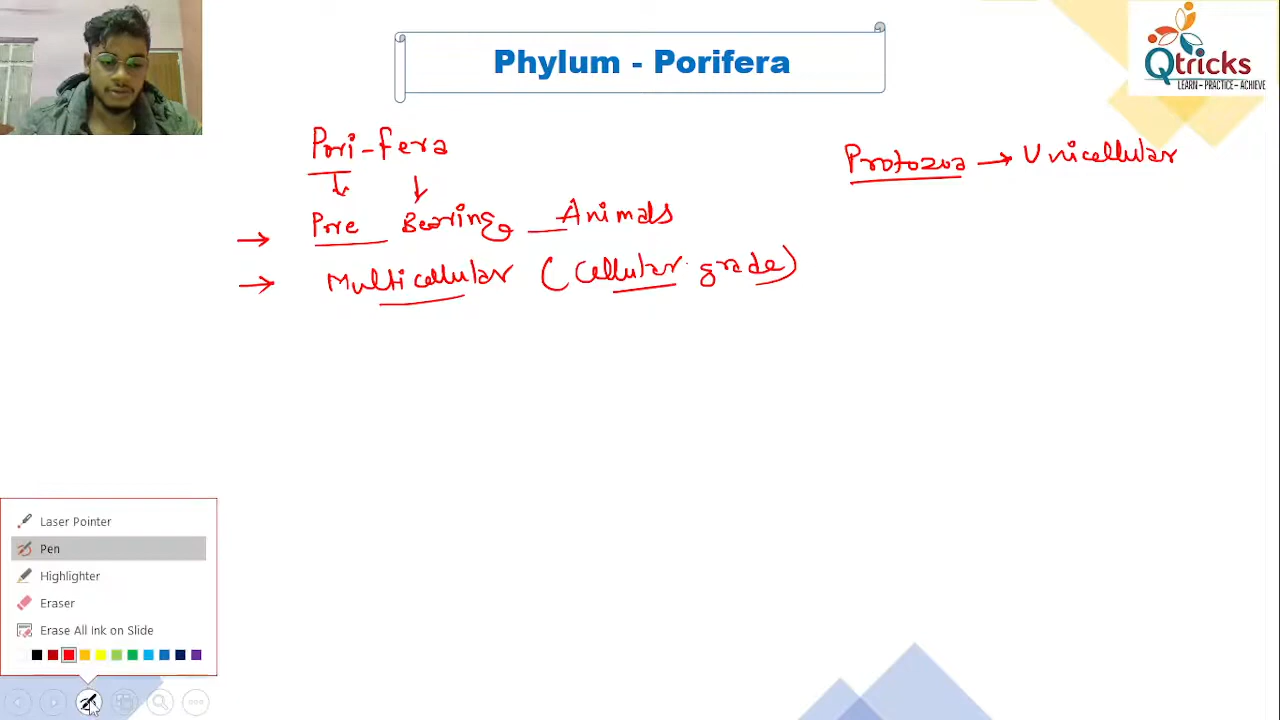 Phylum - Porifera
Qtricks
LEARN – PRACTICE – ACHIEVE
Pori-fera
Protozoa → Unicellular
→ Pore Bearing Animals
→ Multicellular (Cellular grade)
Laser Pointer
Pen
Highlighter
Eraser
Erase All Ink on Slide